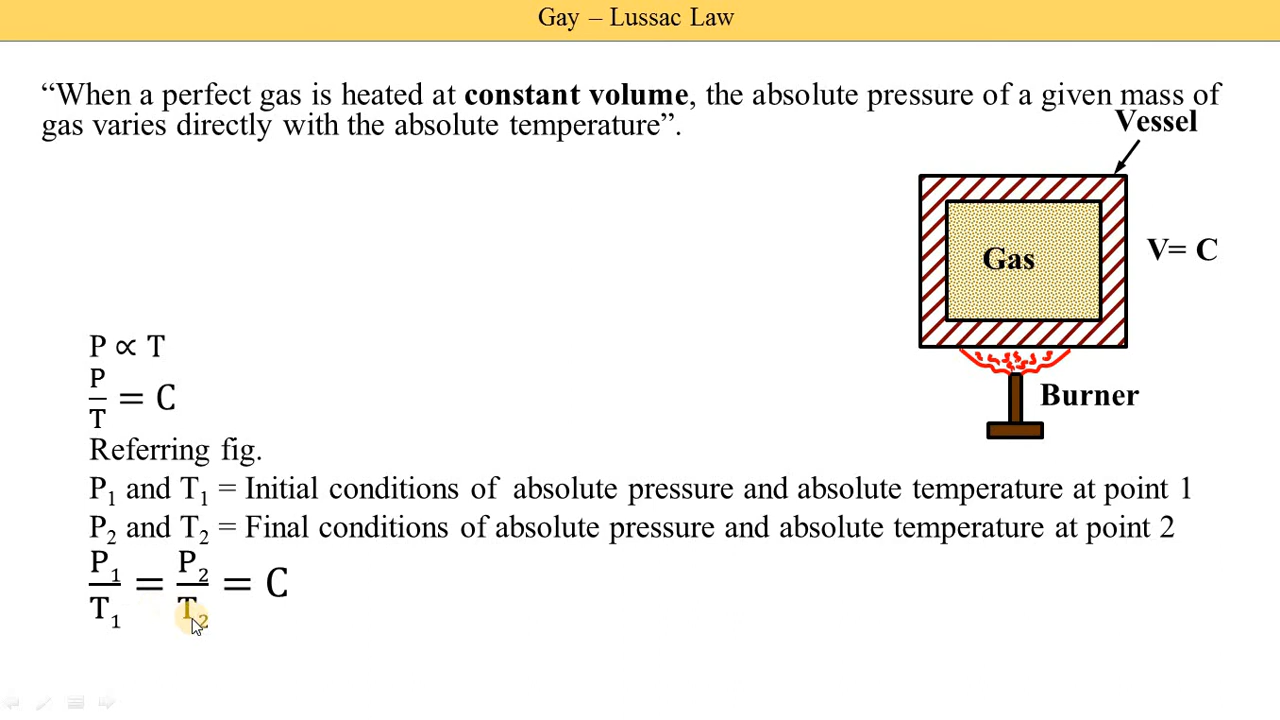 Gay – Lussac Law
“When a perfect gas is heated at constant volume, the absolute pressure of a given mass of
gas varies directly with the absolute temperature”.
Vessel
Gas
V= C
Burner
P ∝ T
P/T = C
Referring fig.
P₁ and T₁ = Initial conditions of absolute pressure and absolute temperature at point 1
P₂ and T₂ = Final conditions of absolute pressure and absolute temperature at point 2
P₁/T₁ = P₂/T₂ = C